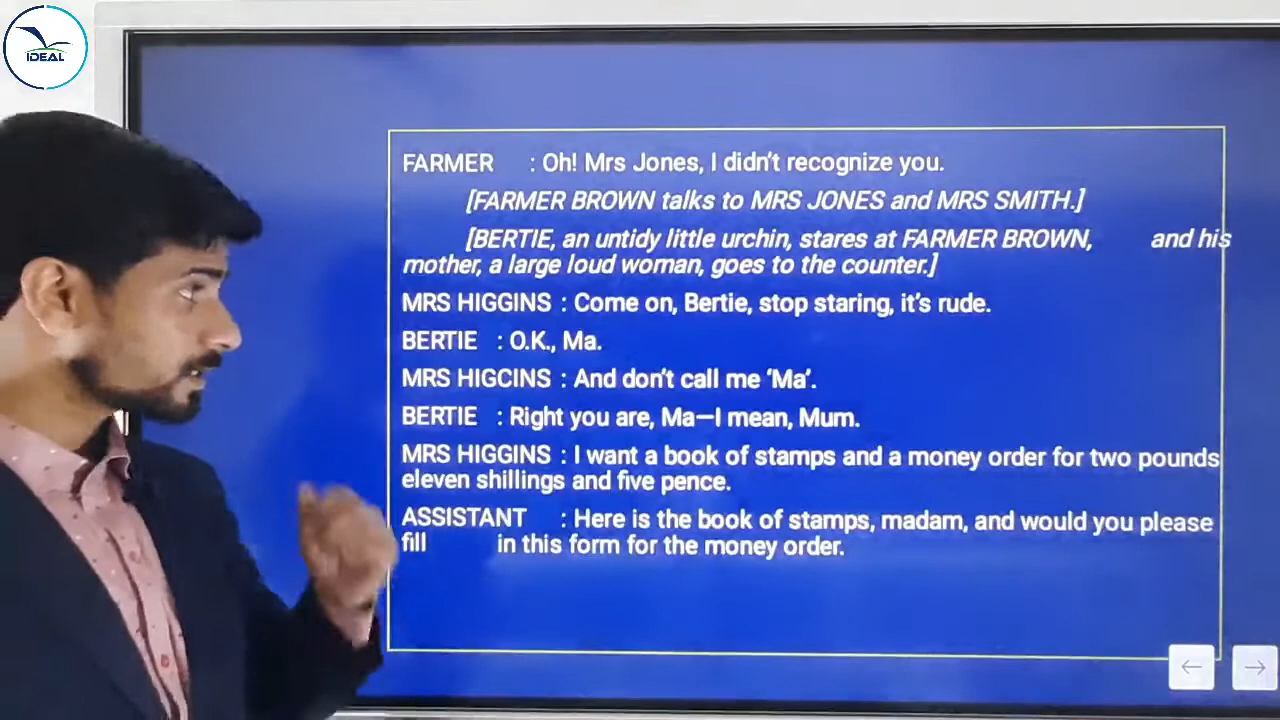 iDEAL
FARMER : Oh! Mrs Jones, I didn't recognize you.
[FARMER BROWN talks to MRS JONES and MRS SMITH.]
[BERTIE, an untidy little urchin, stares at FARMER BROWN, and his
mother, a large loud woman, goes to the counter.]
MRS HIGGINS : Come on, Bertie, stop staring, it's rude.
BERTIE : O.K., Ma.
MRS HIGCINS : And don't call me 'Ma'.
BERTIE : Right you are, Ma—I mean, Mum.
MRS HIGGINS : I want a book of stamps and a money order for two pounds
eleven shillings and five pence.
ASSISTANT : Here is the book of stamps, madam, and would you please
fill in this form for the money order.